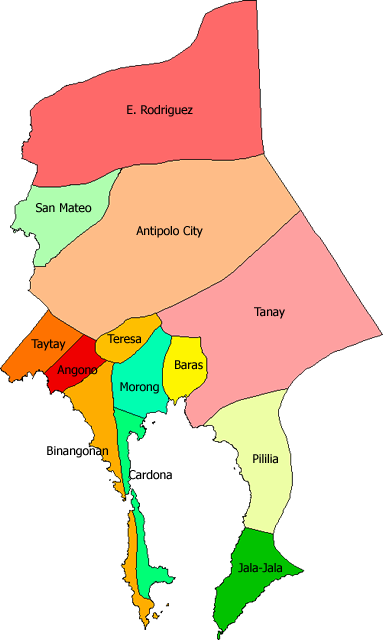 E. Rodriguez
San Mateo
Antipolo City
Tanay
Teresa
Taytay
Baras
Angono
Morong
Binangonan
Pililia
Cardona
Jala-Jala